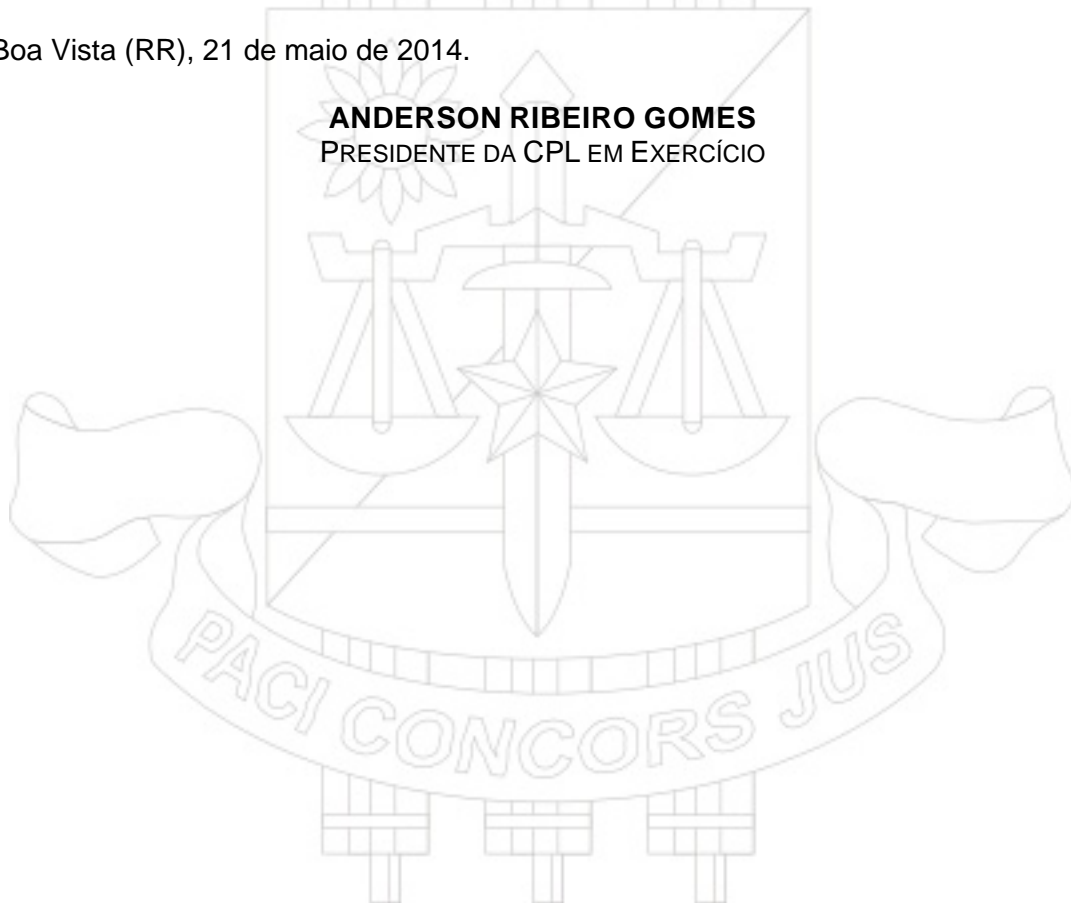 Boa Vista (RR), 21 de maio de 2014.
ANDERSON RIBEIRO GOMES
PRESIDENTE DA CPL EM EXERCÍCIO
PACI CONCORS JUS